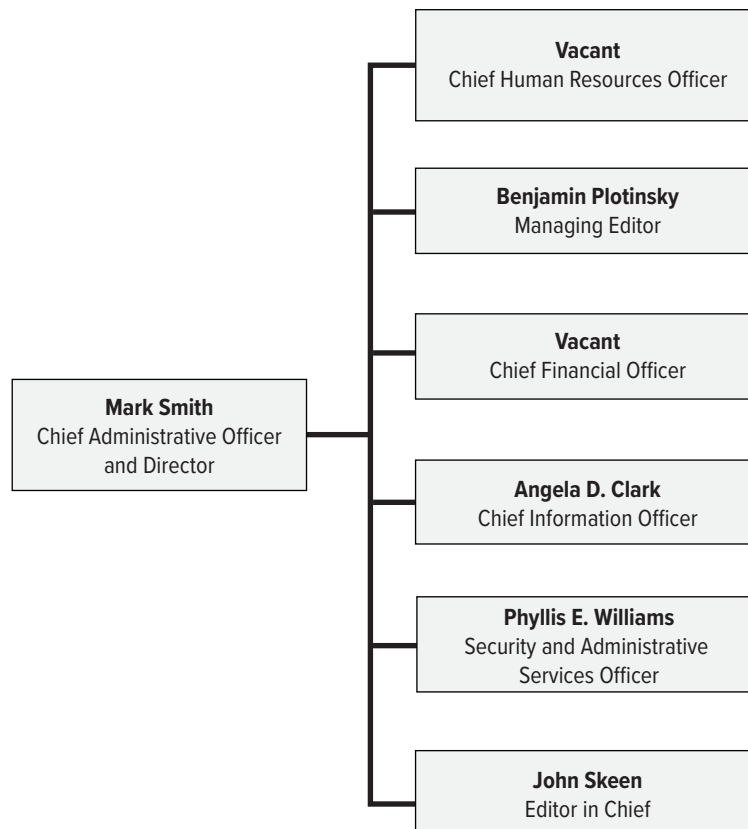 Vacant
Chief Human Resources Officer
Benjamin Plotinsky
Managing Editor
Vacant
Chief Financial Officer
Mark Smith
Chief Administrative Officer
and Director
Angela D. Clark
Chief Information Officer
Phyllis E. Williams
Security and Administrative
Services Officer
John Skeen
Editor in Chief